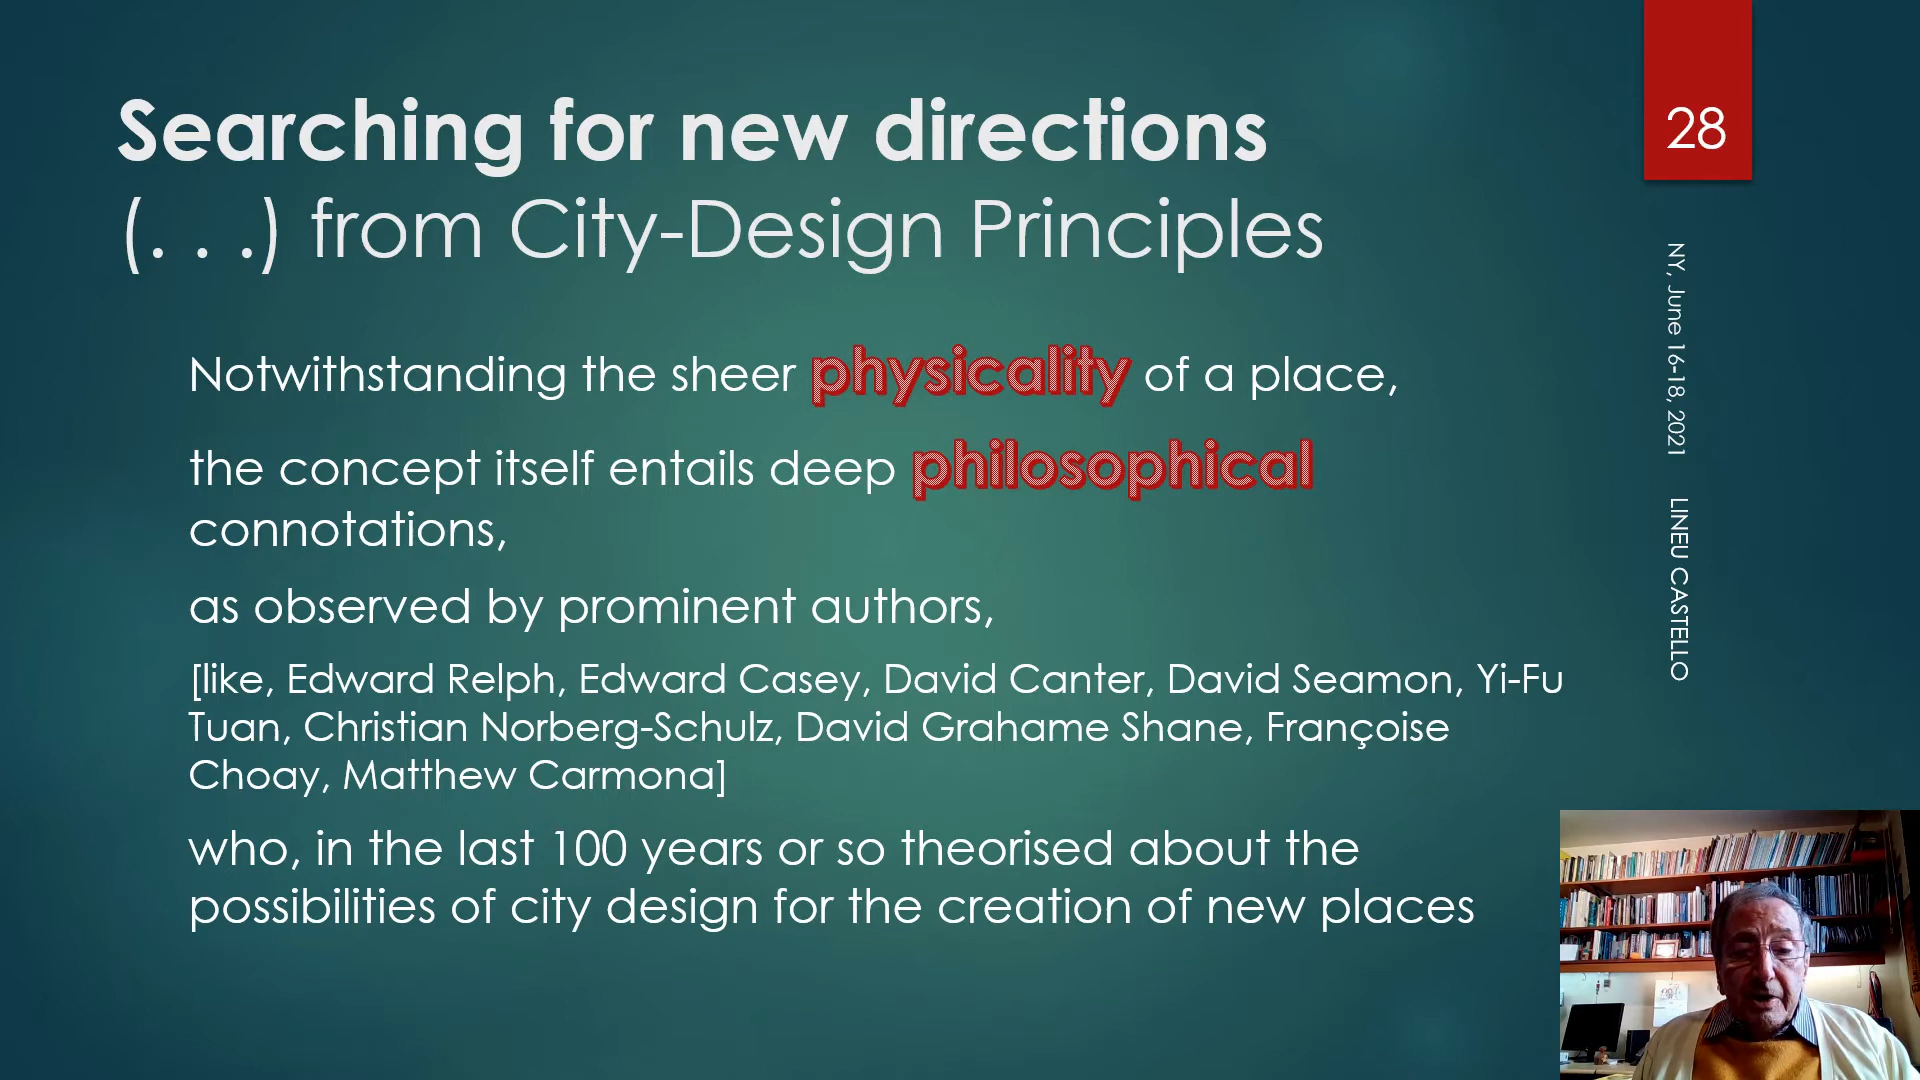 Searching for new directions
(. . .) from City-Design Principles
28
Notwithstanding the sheer physicality of a place,
the concept itself entails deep philosophical
connotations,
as observed by prominent authors,
[like, Edward Relph, Edward Casey, David Canter, David Seamon, Yi-Fu
Tuan, Christian Norberg-Schulz, David Grahame Shane, Françoise
Choay, Matthew Carmona]
who, in the last 100 years or so theorised about the
possibilities of city design for the creation of new places
NY, June 16-18, 2021 LINEU CASTELLO